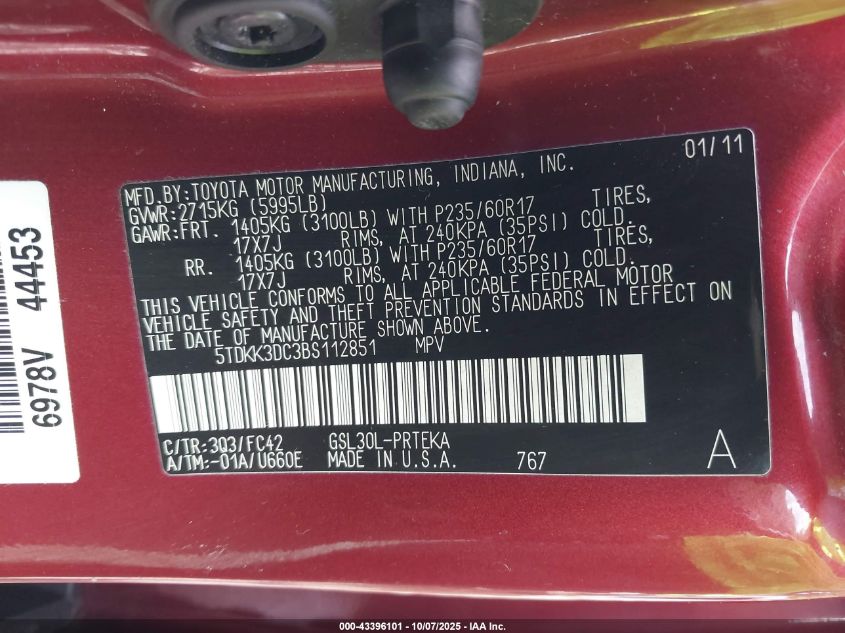 01/11
MFD.BY:TOYOTA MOTOR MANUFACTURING, INDIANA, INC.
GVWR:2715KG (5995LB)
GAWR:FRT. 1405KG (3100LB) WITH P235/60R17 TIRES,
17X7J RIMS, AT 240KPA (35PSI) COLD.
RR. 1405KG (3100LB) WITH P235/60R17 TIRES,
17X7J RIMS, AT 240KPA (35PSI) COLD.
THIS VEHICLE CONFORMS TO ALL APPLICABLE FEDERAL MOTOR
VEHICLE SAFETY AND THEFT PREVENTION STANDARDS IN EFFECT ON
THE DATE OF MANUFACTURE SHOWN ABOVE.
5TDKK3DC3BS112851 MPV
C/TR:3Q3/FC42 GSL30L-PRTEKA
A/TM:-01A/U660E MADE IN U.S.A. 767 A
6978V 44453
000-43396101 - 10/07/2025 - IAA Inc.